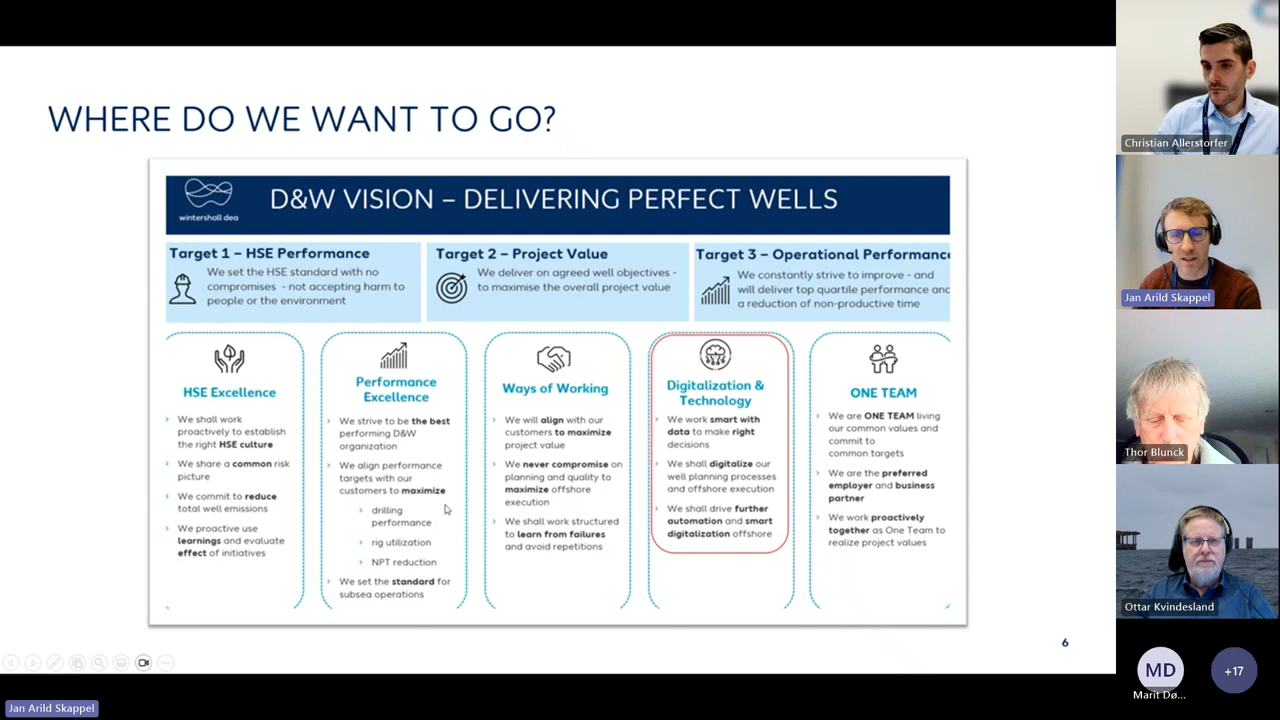 WHERE DO WE WANT TO GO?
wintershall dea
D&W VISION – DELIVERING PERFECT WELLS
Target 1 – HSE Performance
We set the HSE standard with no
compromises - not accepting harm to
people or the environment
Target 2 – Project Value
We deliver on agreed well objectives -
to maximise the overall project value
Target 3 – Operational Performance
We constantly strive to improve - and
will deliver top quartile performance and
a reduction of non-productive time
HSE Excellence
We shall work
proactively to establish
the right HSE culture
We share a common risk
picture
We commit to reduce
total well emissions
We proactive use
learnings and evaluate
effect of initiatives
Performance
Excellence
We strive to be the best
performing D&W
organization
We align performance
targets with our
customers to maximize
drilling
performance
rig utilization
NPT reduction
We set the standard for
subsea operations
Ways of Working
We will align with our
customers to maximize
project value
We never compromise on
planning and quality to
maximize offshore
execution
We shall work structured
to learn from failures
and avoid repetitions
Digitalization &
Technology
We work smart with
data to make right
decisions
We shall digitalize our
well planning processes
and offshore execution
We shall drive further
automation and smart
digitalization offshore
ONE TEAM
We are ONE TEAM living
our common values and
commit to
common targets
We are the preferred
employer and business
partner
We work proactively
together as One Team to
realize project values
6
Christian Allerstorfer
Jan Arild Skappel
Thor Blunck
Ottar Kvindesland
MD
Marit Dø...
+17
Jan Arild Skappel